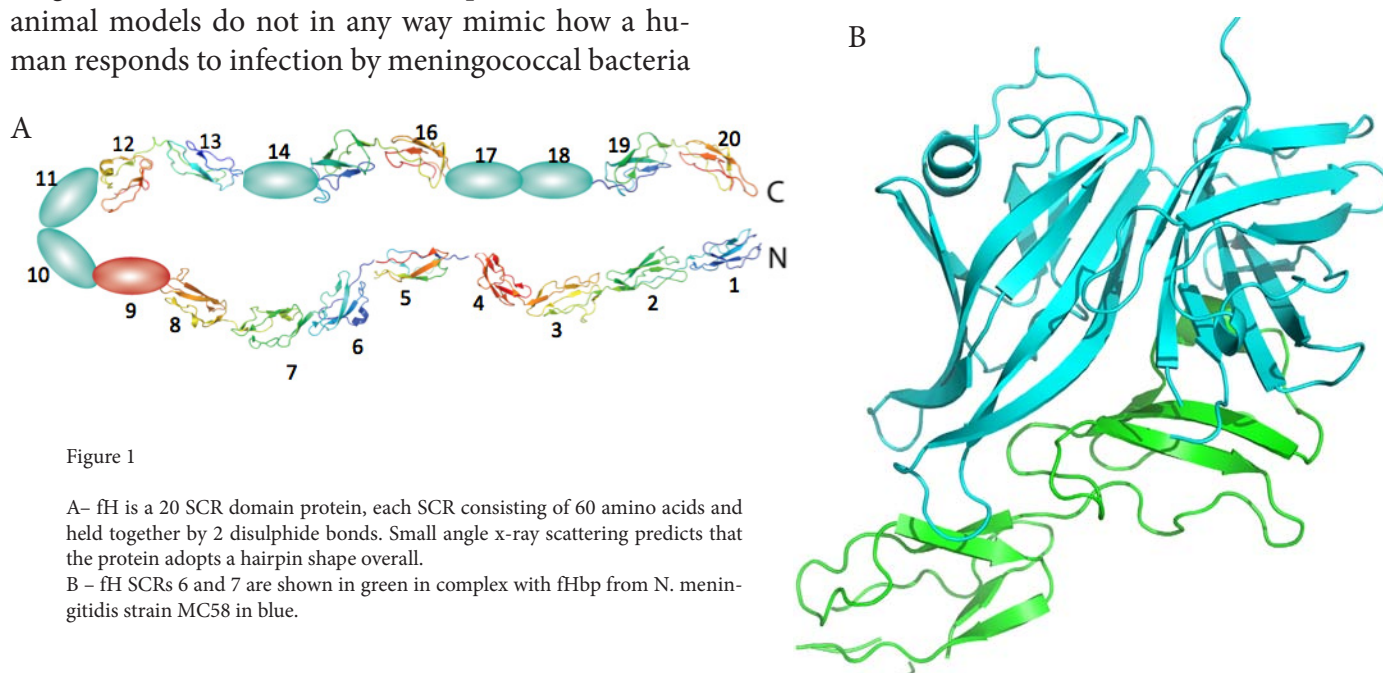 animal models do not in any way mimic how a hu-
man responds to infection by meningococcal bacteria
A
12
13
14
16
17
18
19
20
11
C
N
10
9
8
7
6
5
4
3
2
1
Figure 1
A– fH is a 20 SCR domain protein, each SCR consisting of 60 amino acids and
held together by 2 disulphide bonds. Small angle x-ray scattering predicts that
the protein adopts a hairpin shape overall.
B – fH SCRs 6 and 7 are shown in green in complex with fHbp from N. menin-
gitidis strain MC58 in blue.
B